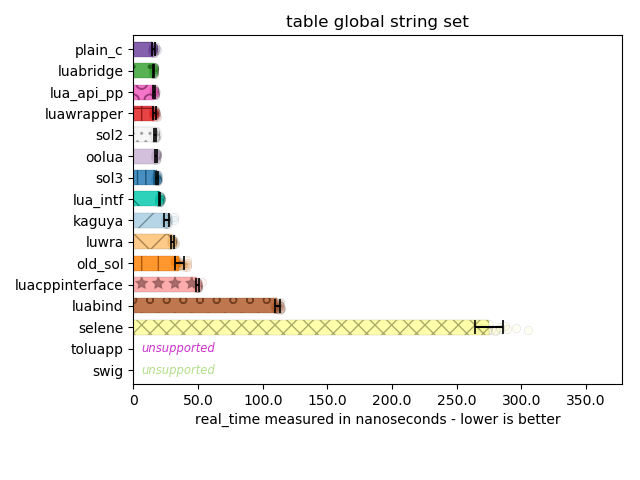 table global string set
plain_c
luabridge
lua_api_pp
luawrapper
sol2
oolua
sol3
lua_intf
kaguya
luwra
old_sol
luacppinterface
luabind
selene
toluapp unsupported
swig unsupported
0 50.0 100.0 150.0 200.0 250.0 300.0 350.0
real_time measured in nanoseconds - lower is better